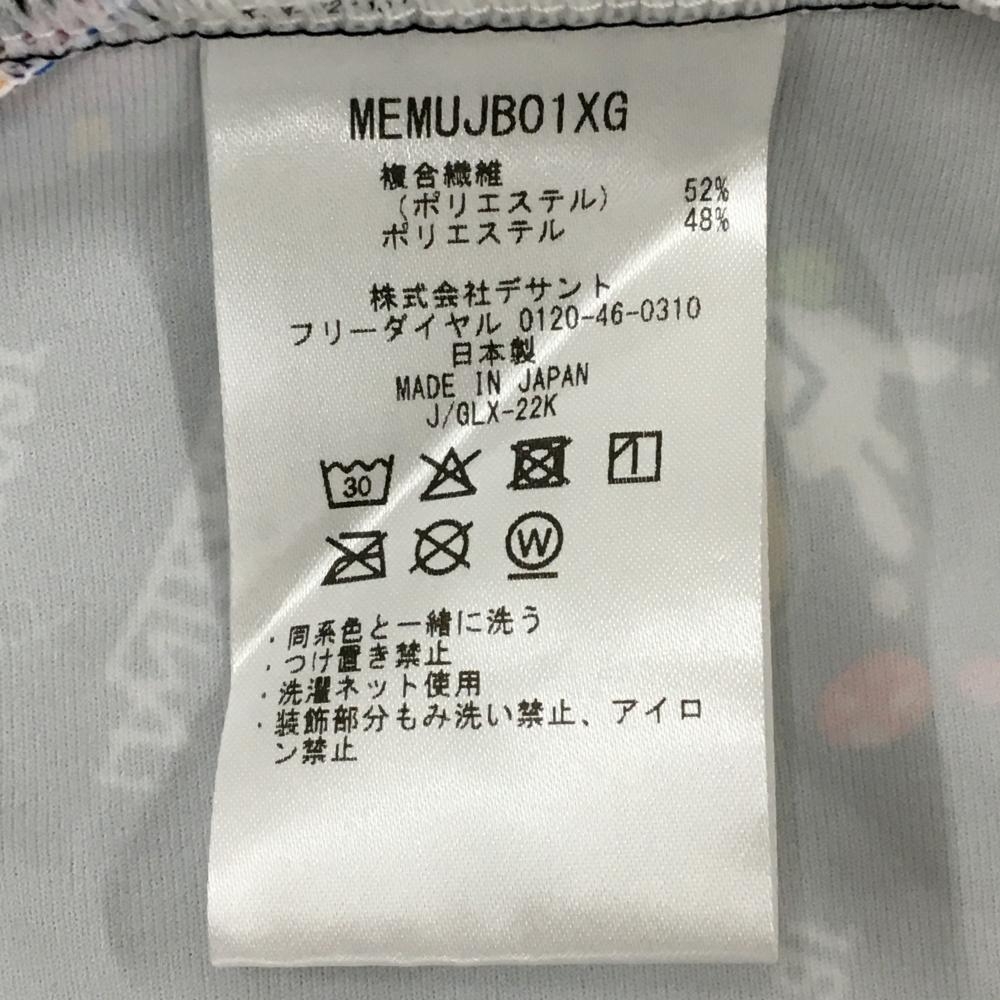 MEMUJB01XG
複合繊維
（ポリエステル） 52%
ポリエステル 48%
株式会社デサント
フリーダイヤル 0120-46-0310
日本製
MADE IN JAPAN
J/GLX-22K
30
W
・同系色と一緒に洗う
・つけ置き禁止
・洗濯ネット使用
・装飾部分もみ洗い禁止、アイロ
ン禁止